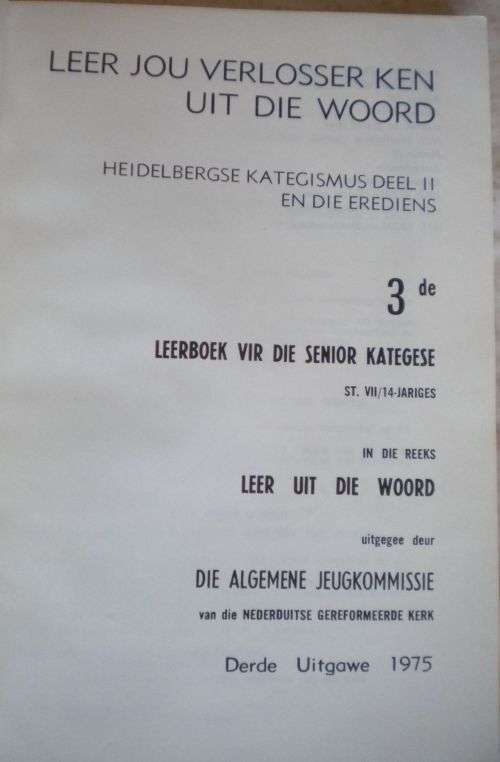 LEER JOU VERLOSSER KEN
UIT DIE WOORD
HEIDELBERGSE KATEGISMUS DEEL II
EN DIE EREDIENS
3 de
LEERBOEK VIR DIE SENIOR KATEGESE
ST. VII/14-JARIGES
IN DIE REEKS
LEER UIT DIE WOORD
uitgegee deur
DIE ALGEMENE JEUGKOMMISSIE
van die NEDERDUITSE GEREFORMEERDE KERK
Derde Uitgawe 1975